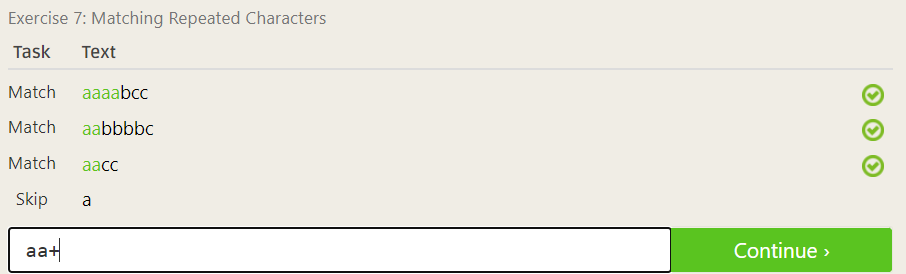 Exercise 7: Matching Repeated Characters
Task Text
Match aaaabcc
Match aabbbbc
Match aacc
Skip a
aa+ Continue ›